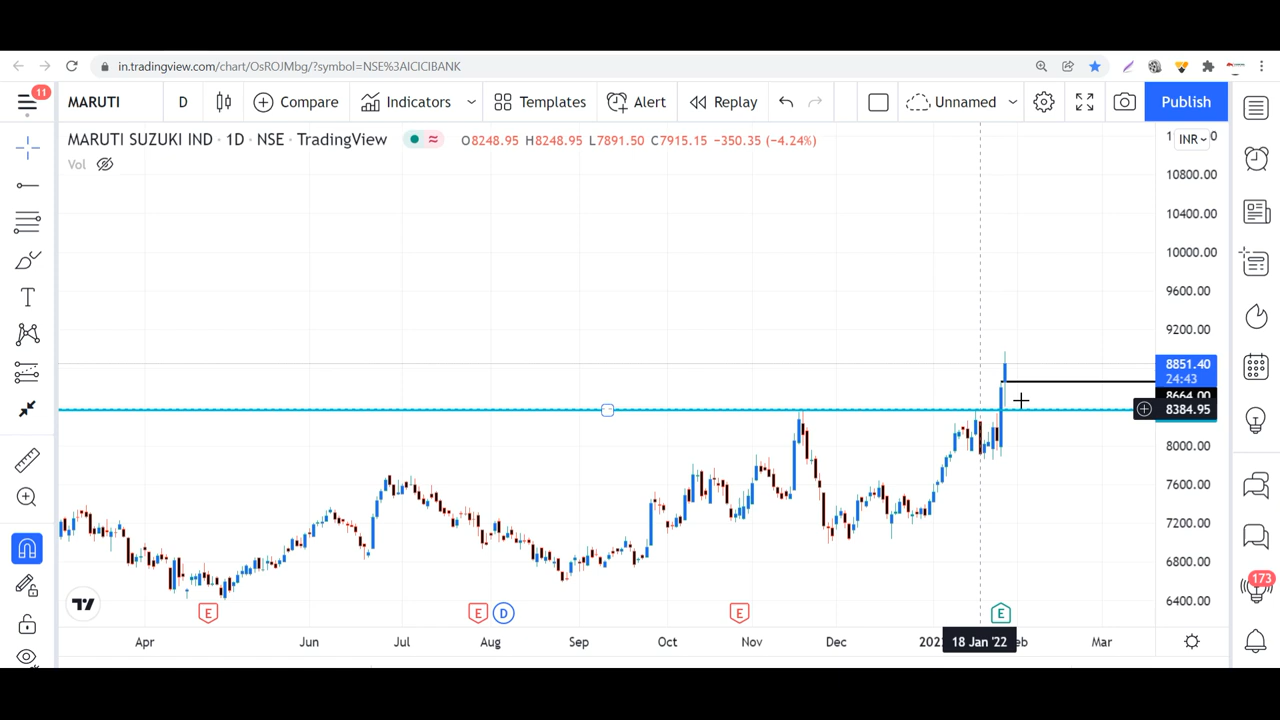 in.tradingview.com/chart/OsROJMbg/?symbol=NSE%3AICICIBANK
11
MARUTI D Compare Indicators Templates Alert Replay Unnamed Publish
MARUTI SUZUKI IND · 1D · NSE · TradingView O8248.95 H8248.95 L7891.50 C7915.15 −350.35 (−4.24%)
INR
Vol
10800.00
10400.00
10000.00
9600.00
9200.00
8851.40
24:43
8664.00
8384.95
8000.00
7600.00
7200.00
6800.00
6400.00
173
E E D E E
Apr Jun Jul Aug Sep Oct Nov Dec 18 Jan '22 Mar